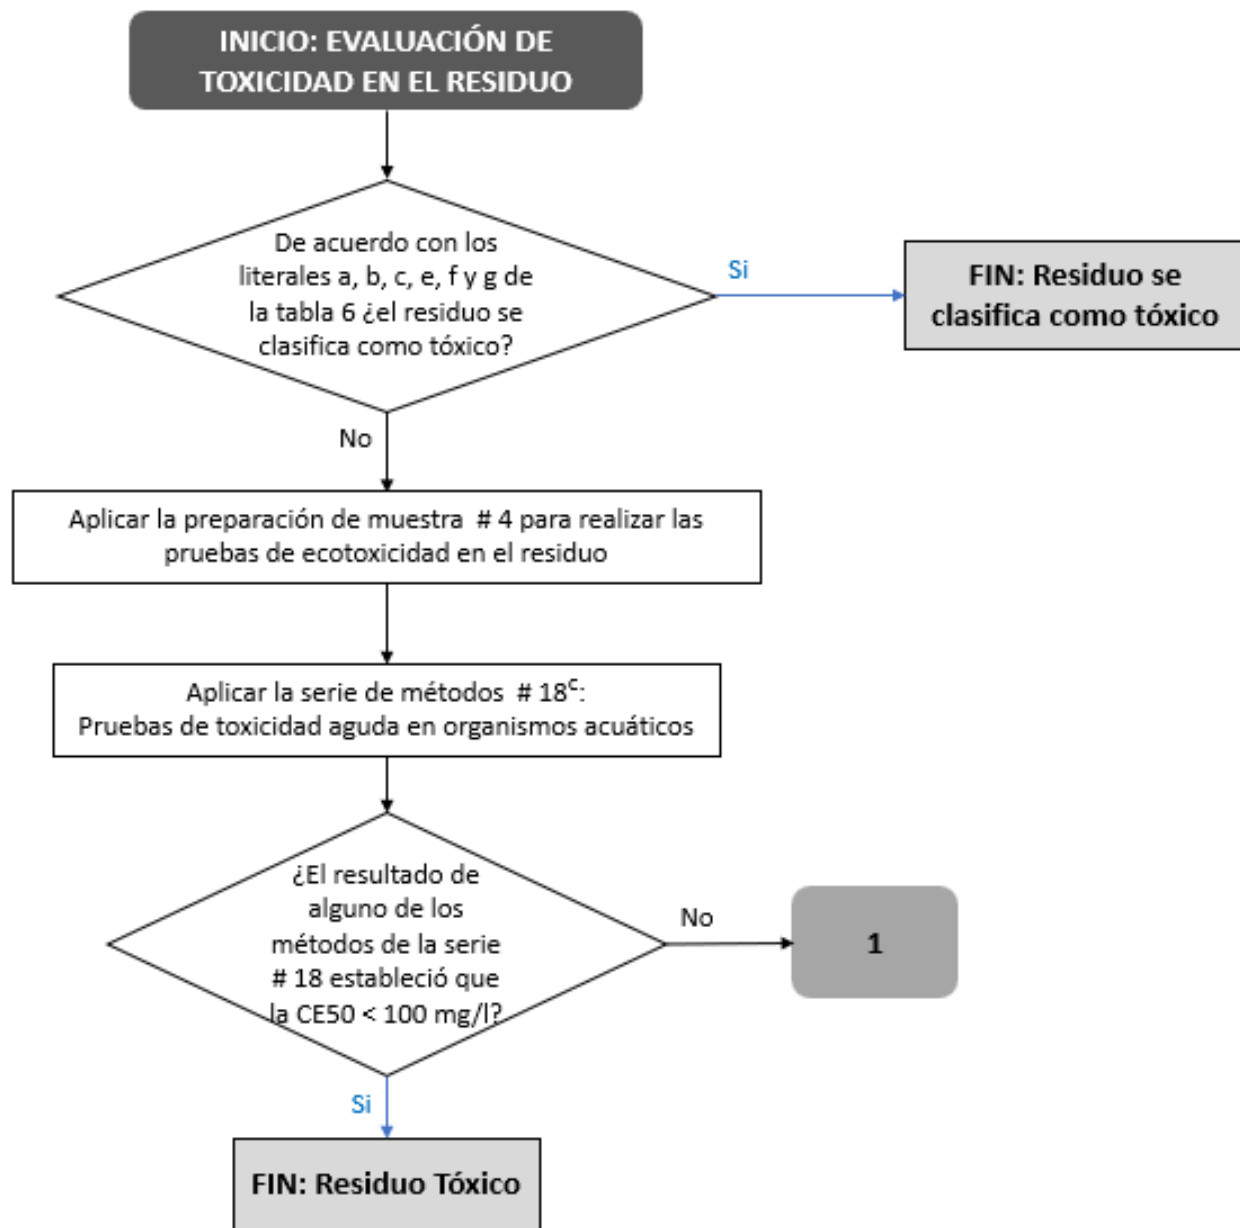 INICIO: EVALUACIÓN DE
TOXICIDAD EN EL RESIDUO
De acuerdo con los
literales a, b, c, e, f y g de
la tabla 6 ¿el residuo se
clasifica como tóxico?
Si
FIN: Residuo se
clasifica como tóxico
No
Aplicar la preparación de muestra # 4 para realizar las
pruebas de ecotoxicidad en el residuo
Aplicar la serie de métodos # 18ᶜ:
Pruebas de toxicidad aguda en organismos acuáticos
¿El resultado de
alguno de los
métodos de la serie
# 18 estableció que
la CE50 < 100 mg/l?
No
1
Si
FIN: Residuo Tóxico